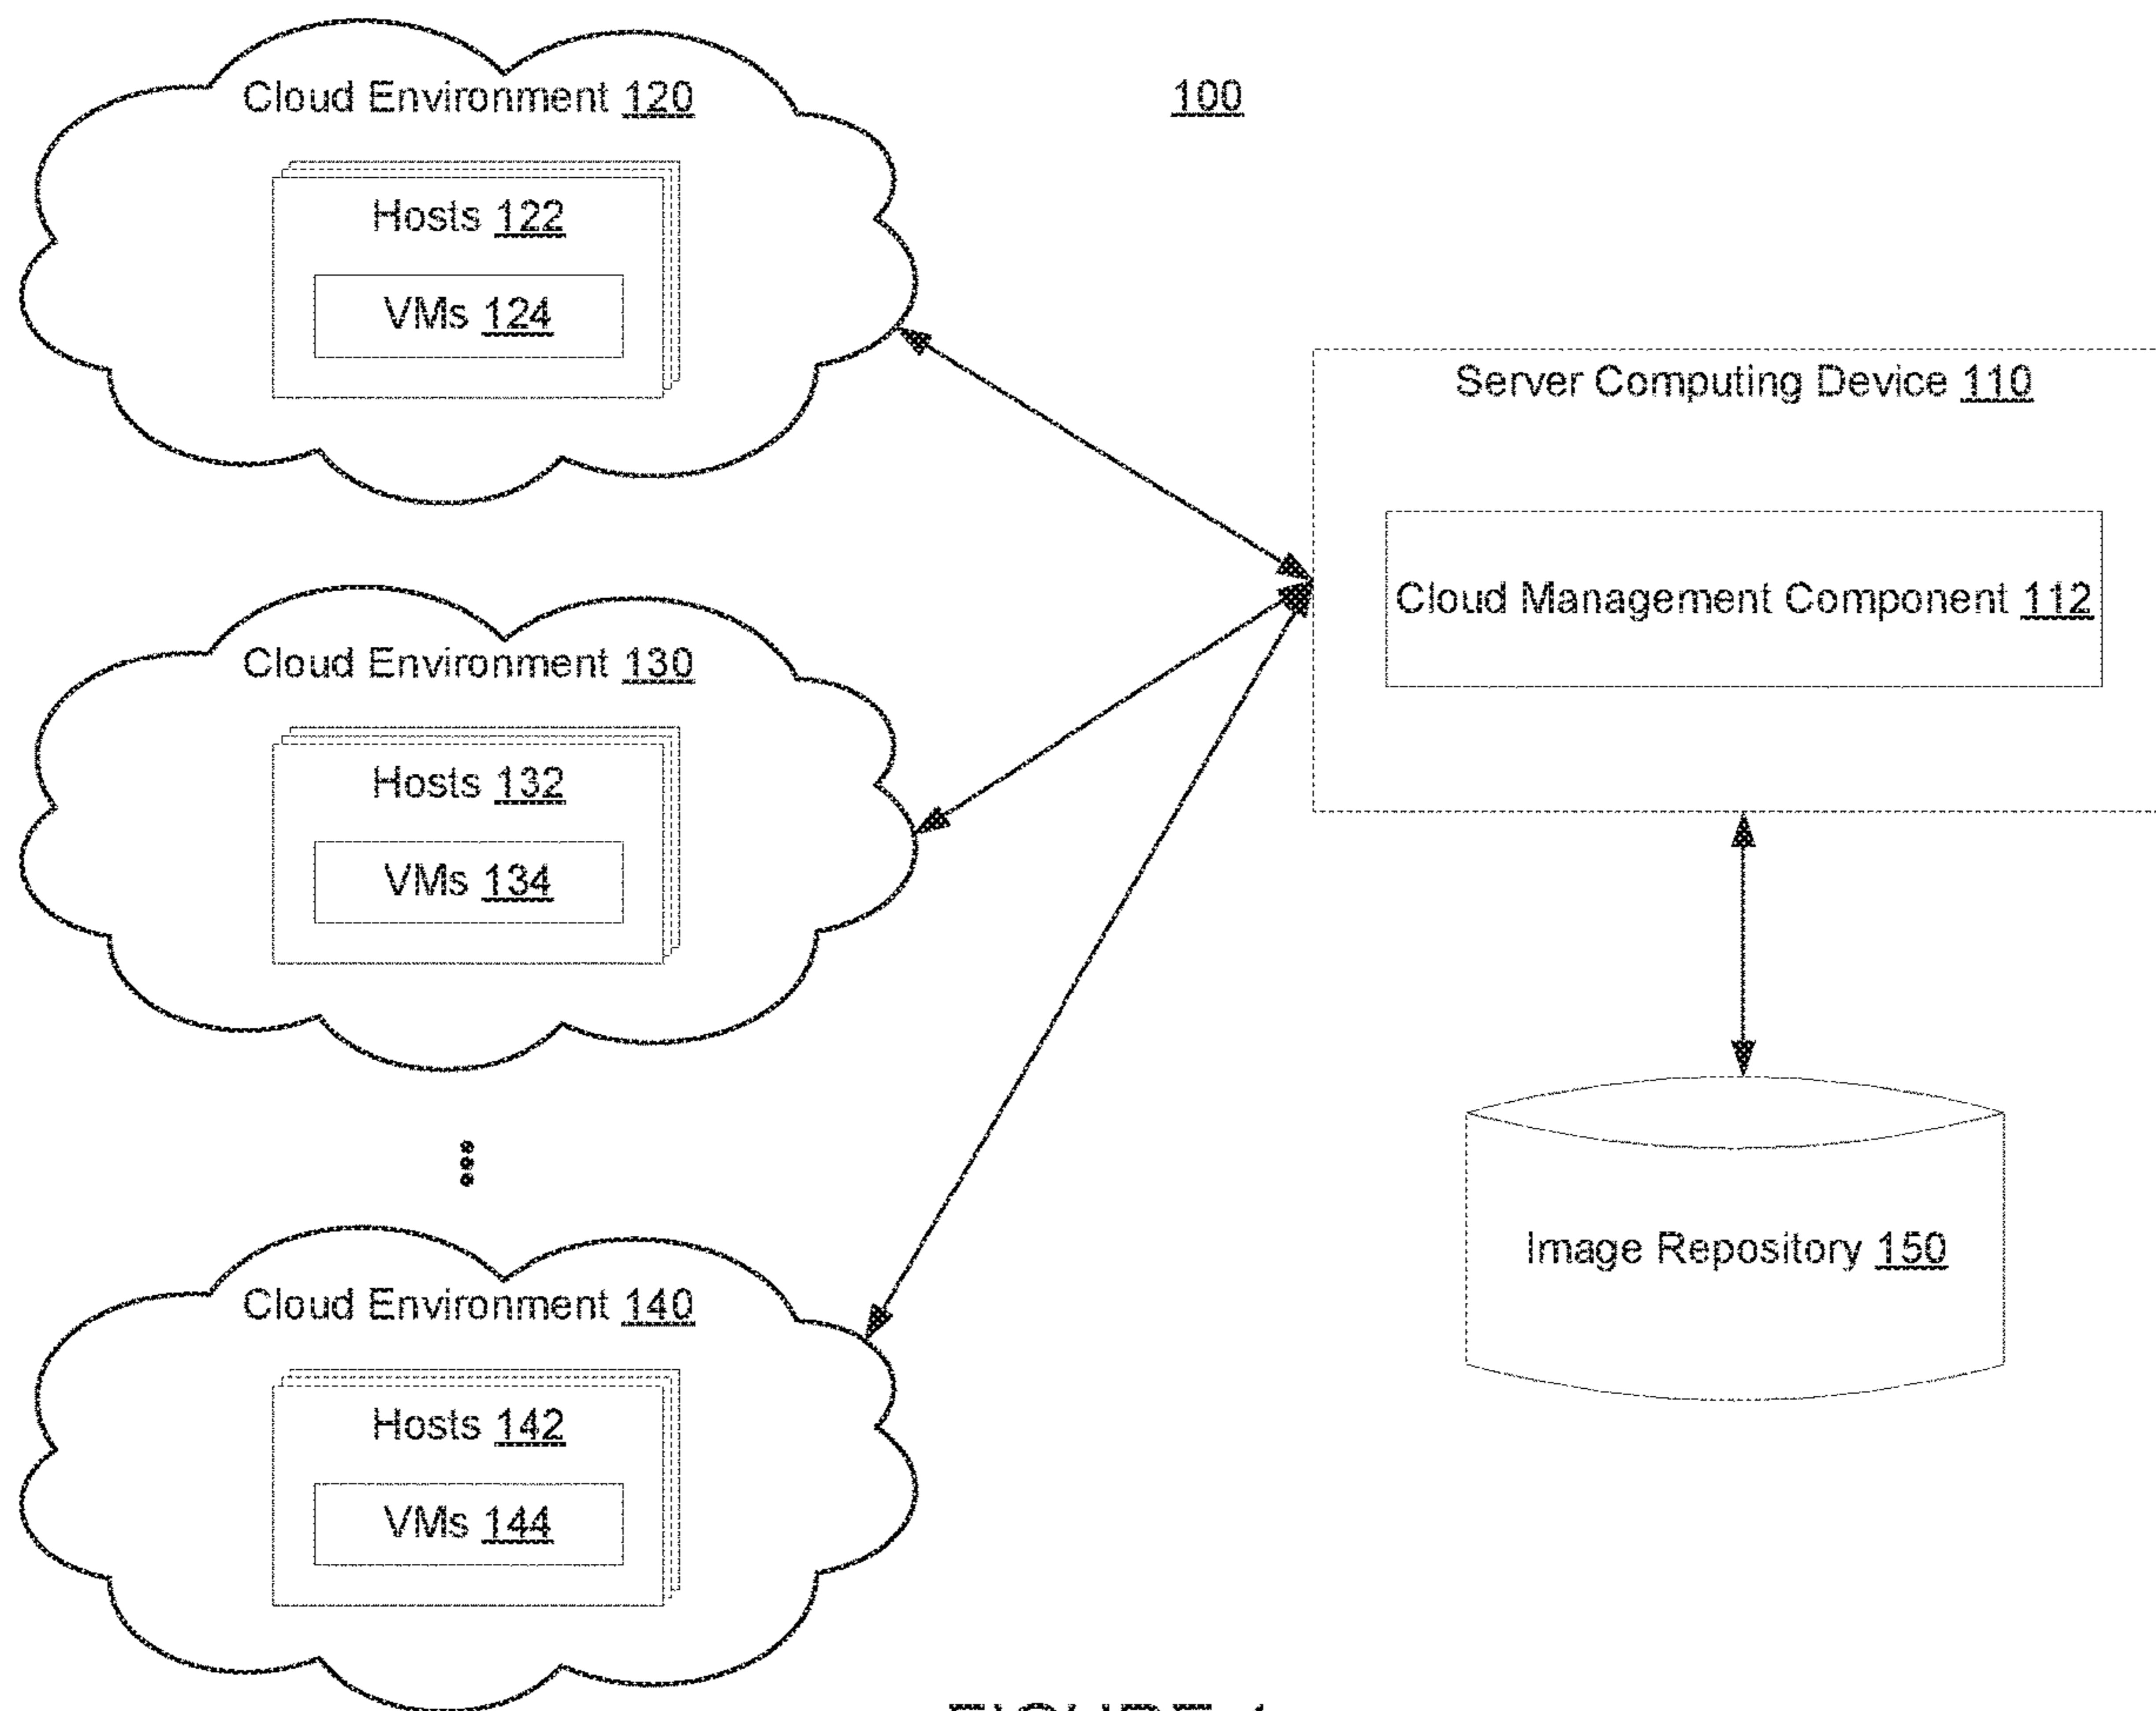 Cloud Environment 120
100
Hosts 122
VMs 124
Server Computing Device 110
Cloud Management Component 112
Cloud Environment 130
Hosts 132
VMs 134
Image Repository 150
Cloud Environment 140
Hosts 142
VMs 144